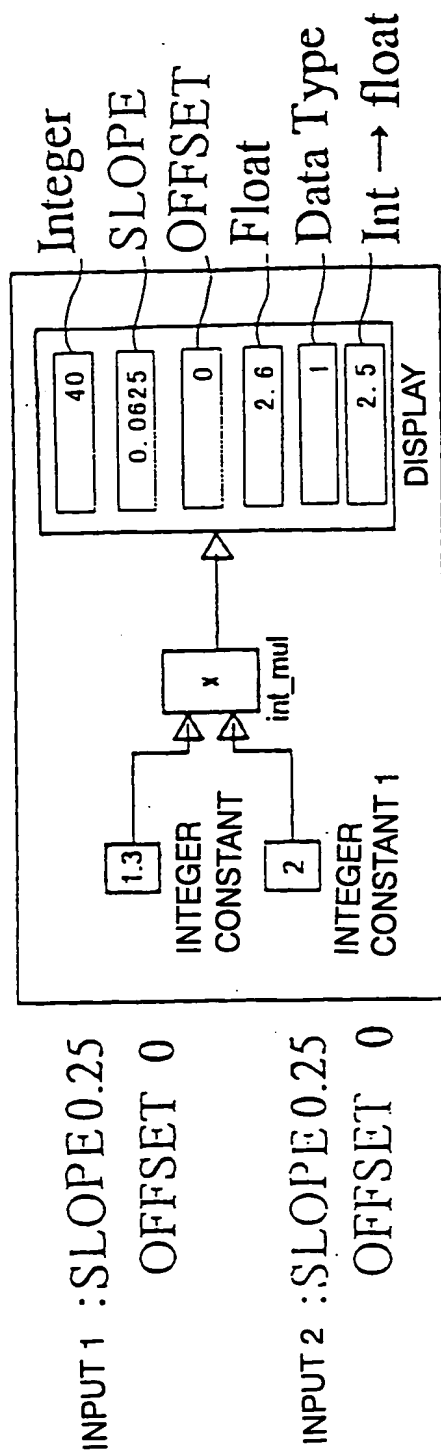 INPUT 1 :SLOPE 0.25
OFFSET 0
INPUT 2 :SLOPE 0.25
OFFSET 0
1.3
INTEGER
CONSTANT
2
INTEGER
CONSTANT 1
x
int_mul
40
0.0625
0
2.6
1
2.5
DISPLAY
Integer
SLOPE
OFFSET
Float
Data Type
Int → float